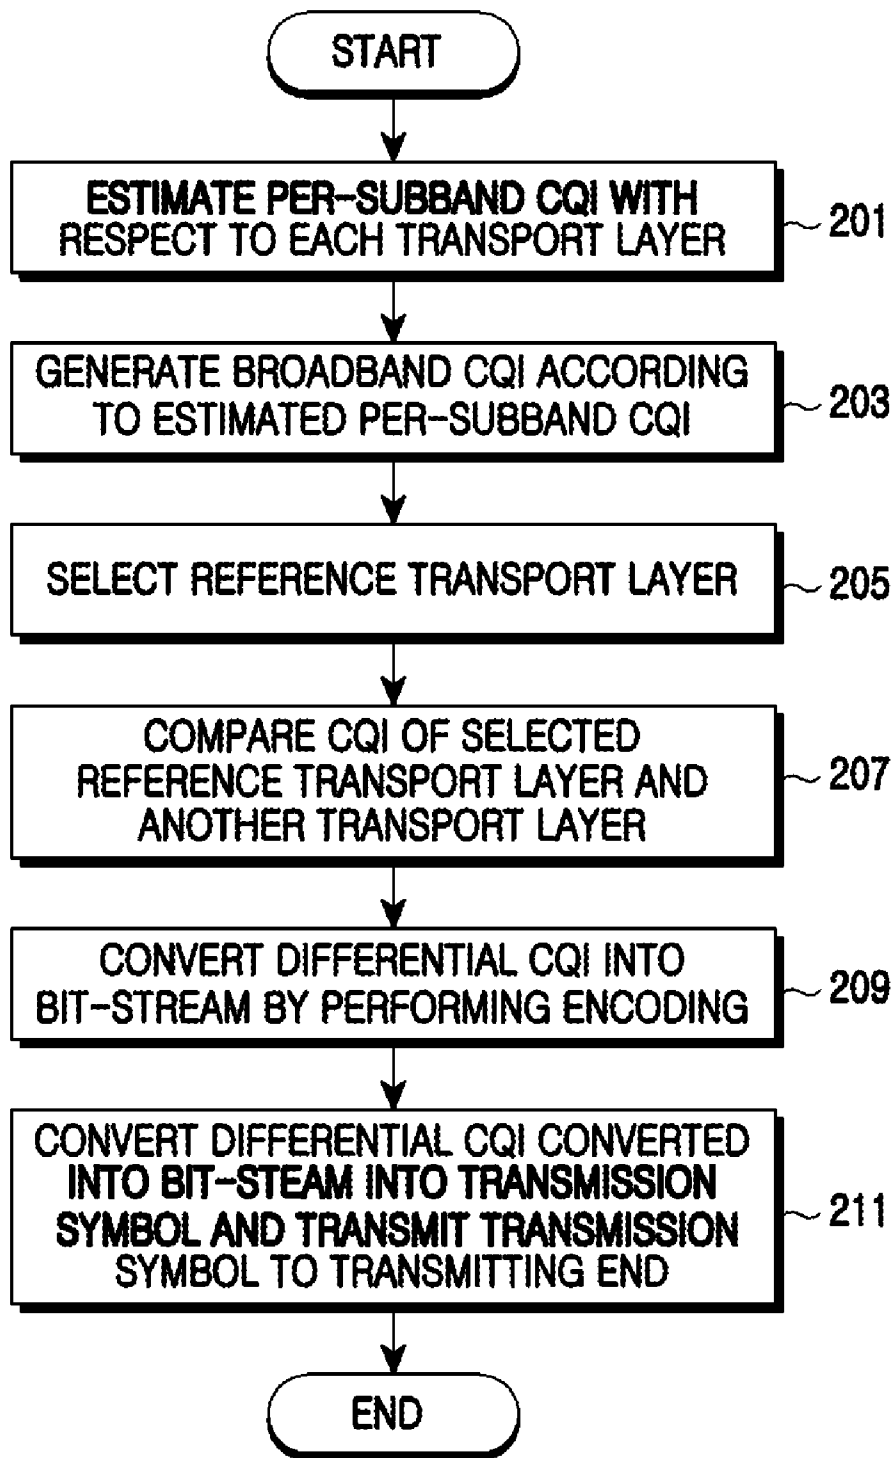 START
ESTIMATE PER-SUBBAND CQI WITH
RESPECT TO EACH TRANSPORT LAYER
201
GENERATE BROADBAND CQI ACCORDING
TO ESTIMATED PER-SUBBAND CQI
203
SELECT REFERENCE TRANSPORT LAYER
205
COMPARE CQI OF SELECTED
REFERENCE TRANSPORT LAYER AND
ANOTHER TRANSPORT LAYER
207
CONVERT DIFFERENTIAL CQI INTO
BIT-STREAM BY PERFORMING ENCODING
209
CONVERT DIFFERENTIAL CQI CONVERTED
INTO BIT-STEAM INTO TRANSMISSION
SYMBOL AND TRANSMIT TRANSMISSION
SYMBOL TO TRANSMITTING END
211
END